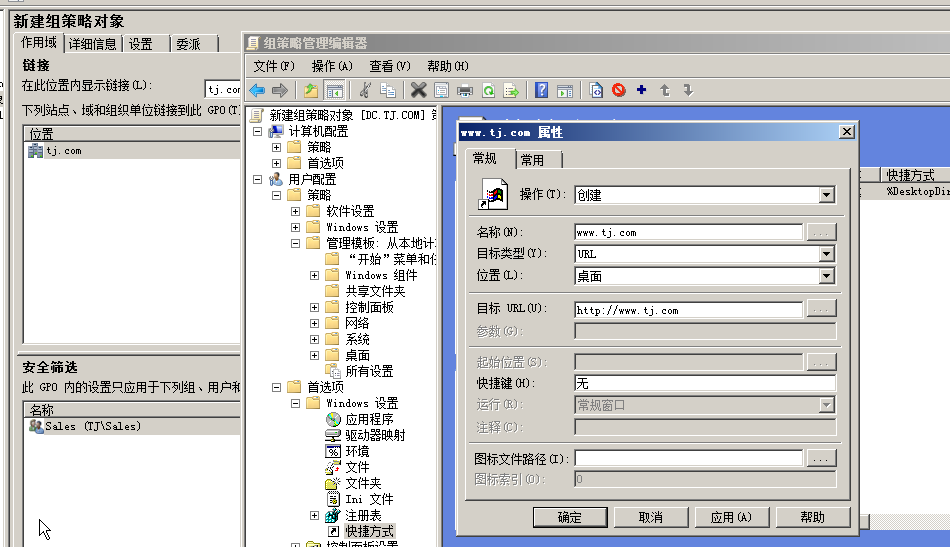 新建组策略对象
作用域 详细信息 设置 委派
链接
在此位置内显示链接(L): tj.com
下列站点、域和组织单位链接到此 GPO(T
位置
tj.com
安全筛选
此 GPO 内的设置只应用于下列组、用户和
名称
Sales (TJ\Sales)
组策略管理编辑器
文件(F) 操作(A) 查看(V) 帮助(H)
新建组策略对象 [DC.TJ.COM]
计算机配置
策略
首选项
用户配置
策略
软件设置
Windows 设置
管理模板: 从本地计
“开始”菜单和任
Windows 组件
共享文件夹
控制面板
网络
系统
桌面
所有设置
首选项
Windows 设置
应用程序
驱动器映射
环境
文件
文件夹
Ini 文件
注册表
快捷方式
控制面板设置
快捷方式
%DesktopDir
www.tj.com 属性
常规 常用
操作(T): 创建
名称(N): www.tj.com ...
目标类型(Y): URL
位置(L): 桌面
目标 URL(U): http://www.tj.com ...
参数(G):
起始位置(S): ...
快捷键(H): 无
运行(R): 常规窗口
注释(C):
图标文件路径(I): ...
图标索引(O): 0
确定 取消 应用(A) 帮助